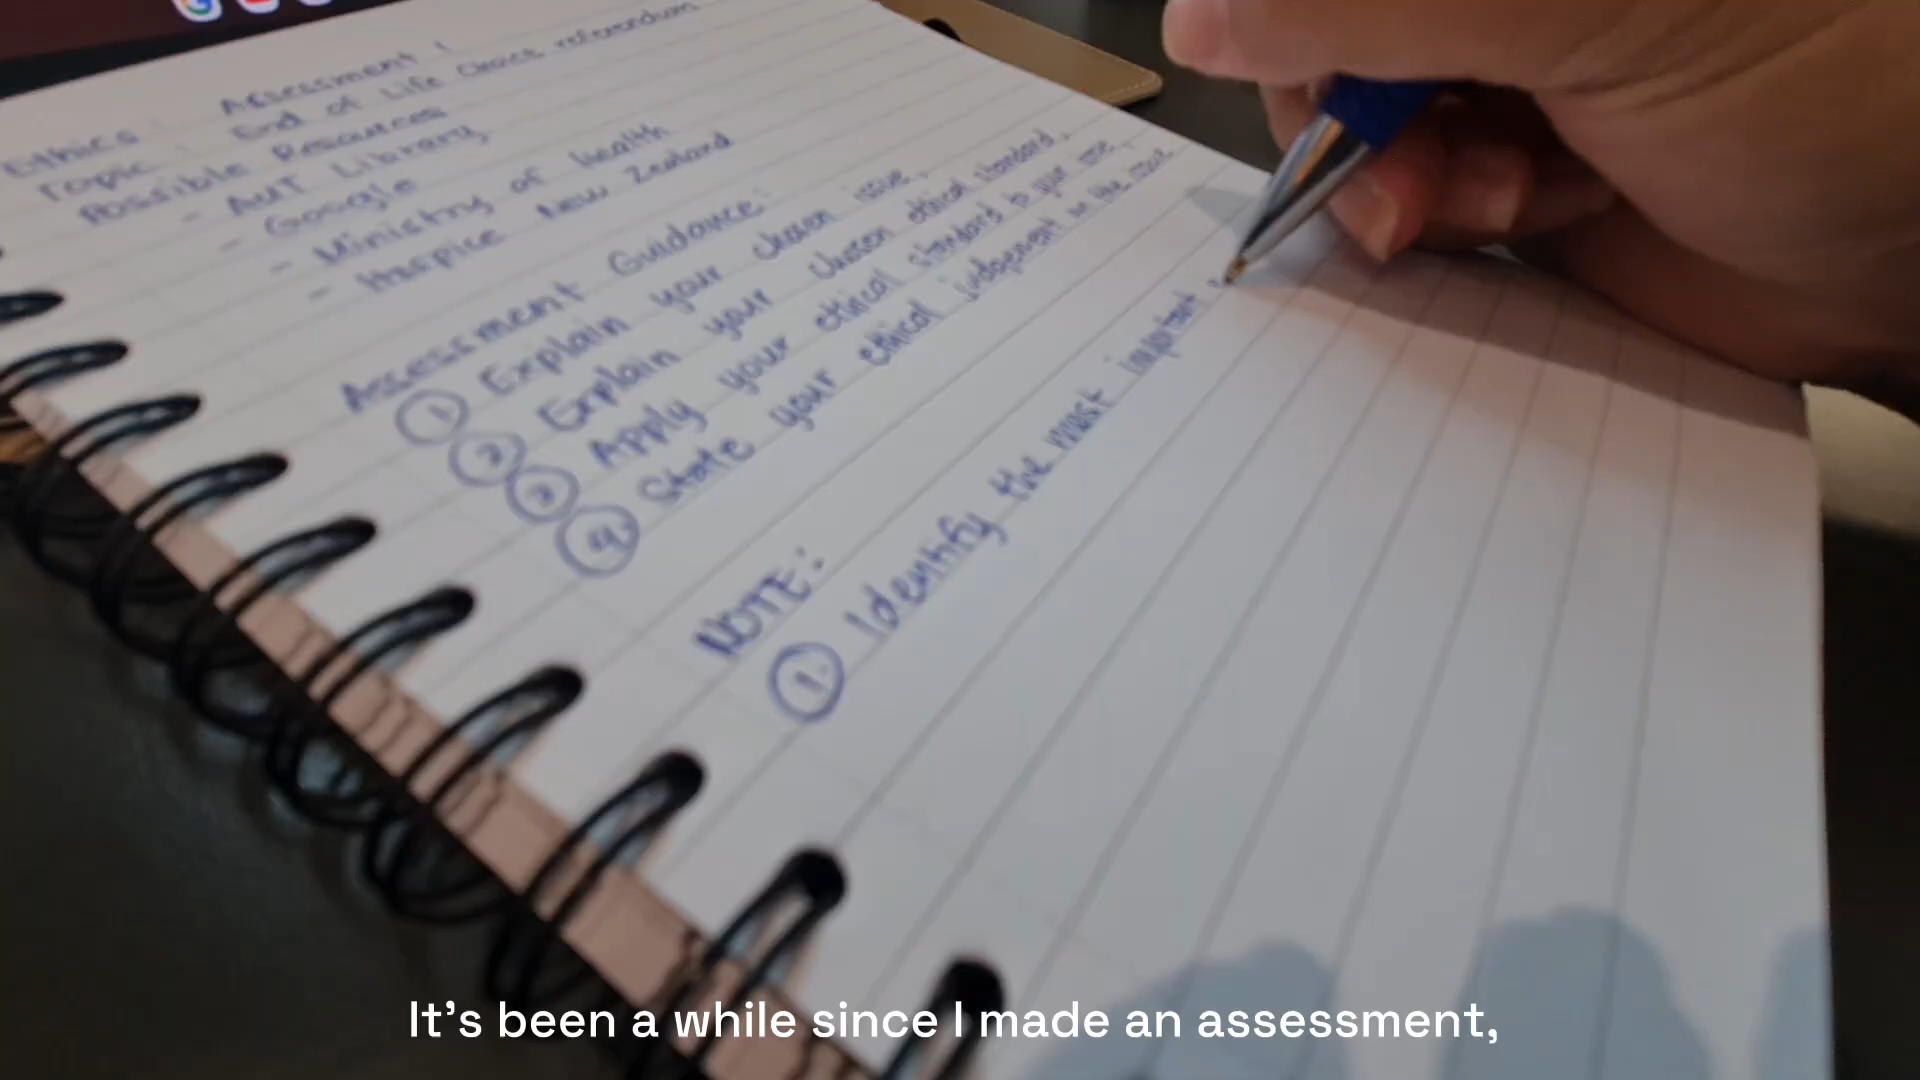 Assessment 1
Ethics :
Topic : End of Life Choice referendum
Possible Resources
- AUT Library
- Google
- Ministry of Health
- Hospice New Zealand
Assessment Guidance:
1 Explain your chosen issue,
2 Explain your chosen ethical standard,
3 Apply your ethical standard to your
4. State your ethical judgement on the issue
NOTE:
1. Identify the most important
It's been a while since I made an assessment,